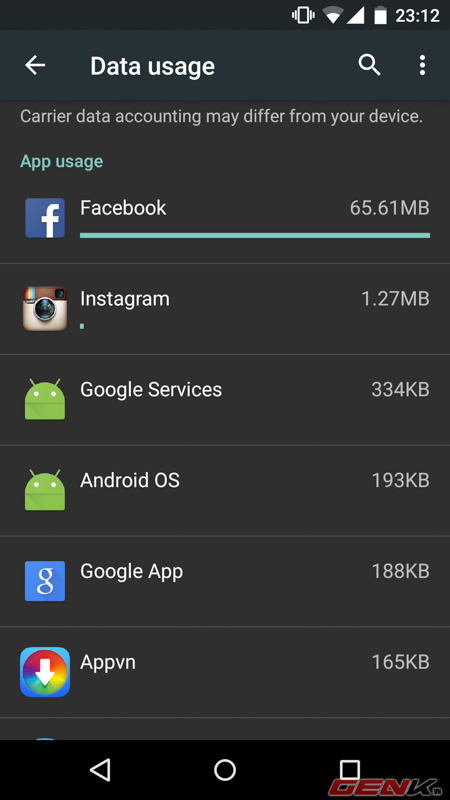 23:12
Data usage
Carrier data accounting may differ from your device.
App usage
Facebook 65.61MB
Instagram 1.27MB
Google Services 334KB
Android OS 193KB
Google App 188KB
Appvn 165KB
GENK.VN